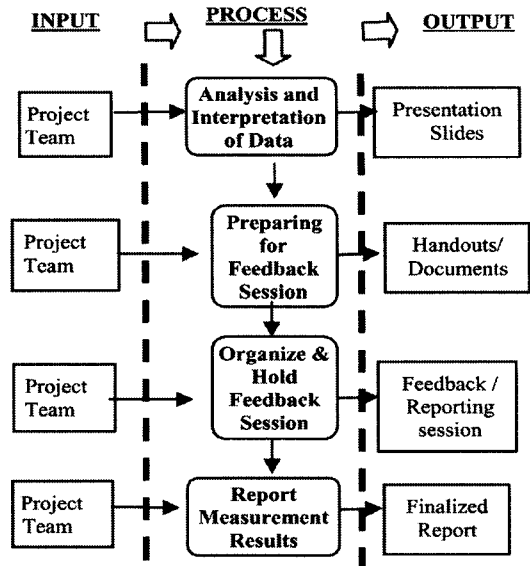 INPUT
PROCESS
OUTPUT
Project
Team
Analysis and
Interpretation
of Data
Presentation
Slides
Project
Team
Preparing
for
Feedback
Session
Handouts/
Documents
Project
Team
Organize &
Hold
Feedback
Session
Feedback /
Reporting
session
Project
Team
Report
Measurement
Results
Finalized
Report